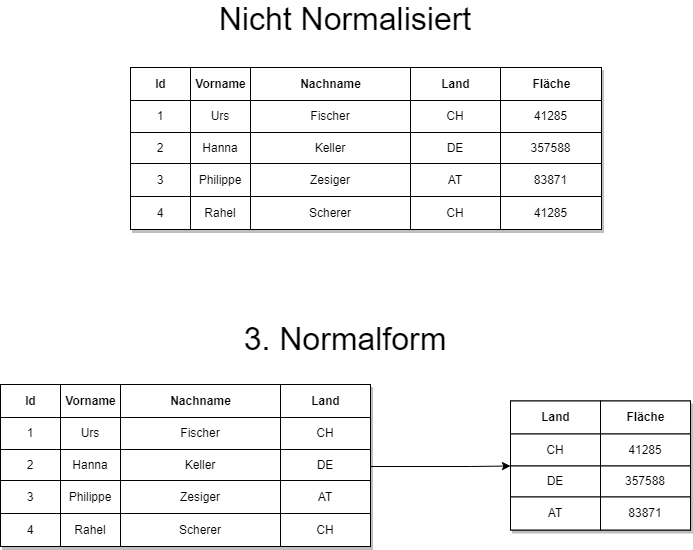 Nicht Normalisiert
Id Vorname Nachname Land Fläche
1 Urs Fischer CH 41285
2 Hanna Keller DE 357588
3 Philippe Zesiger AT 83871
4 Rahel Scherer CH 41285
3. Normalform
Id Vorname Nachname Land
1 Urs Fischer CH
2 Hanna Keller DE
3 Philippe Zesiger AT
4 Rahel Scherer CH
Land Fläche
CH 41285
DE 357588
AT 83871